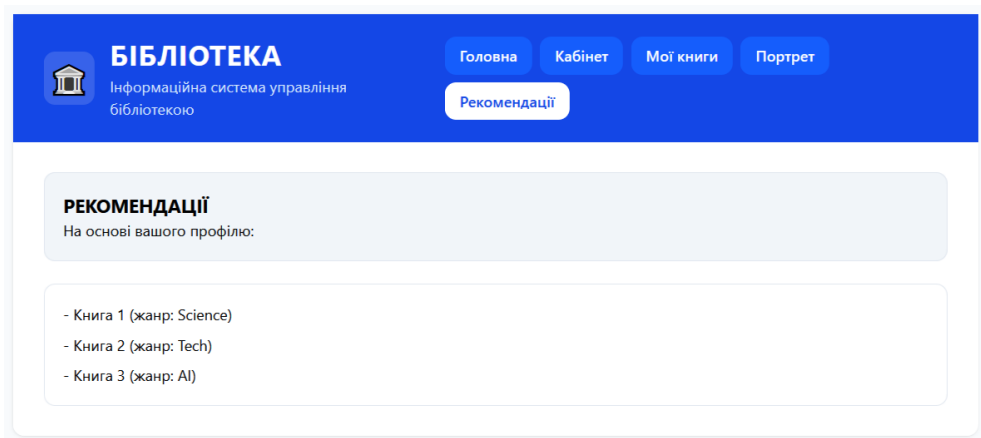 БІБЛІОТЕКА
Інформаційна система управління
бібліотекою
Головна Кабінет Мої книги Портрет
Рекомендації
РЕКОМЕНДАЦІЇ
На основі вашого профілю:
- Книга 1 (жанр: Science)
- Книга 2 (жанр: Tech)
- Книга 3 (жанр: AI)